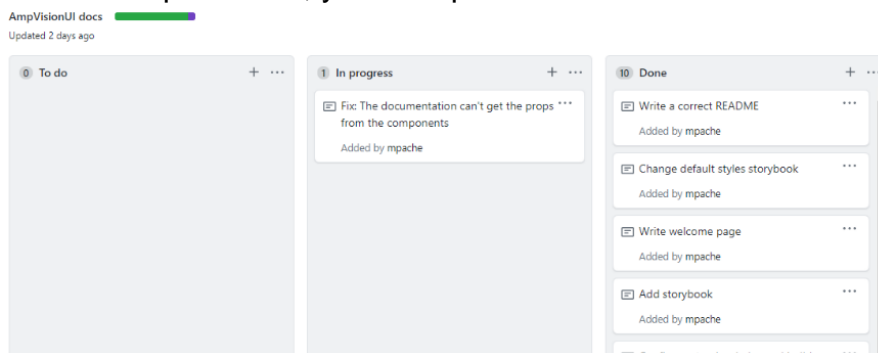 AmpVisionUI docs
Updated 2 days ago
0 To do
1 In progress
Fix: The documentation can't get the props
from the components
Added by mpache
10 Done
Write a correct README
Added by mpache
Change default styles storybook
Added by mpache
Write welcome page
Added by mpache
Add storybook
Added by mpache